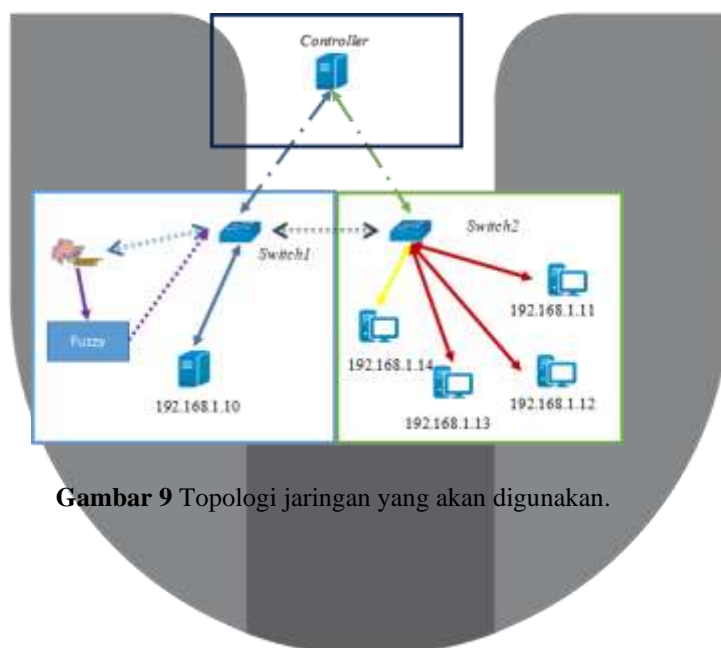 Controller
Switch1
Switch2
Fuzzy
192.168.1.10
192.168.1.11
192.168.1.14
192.168.1.12
192.168.1.13
Gambar 9 Topologi jaringan yang akan digunakan.